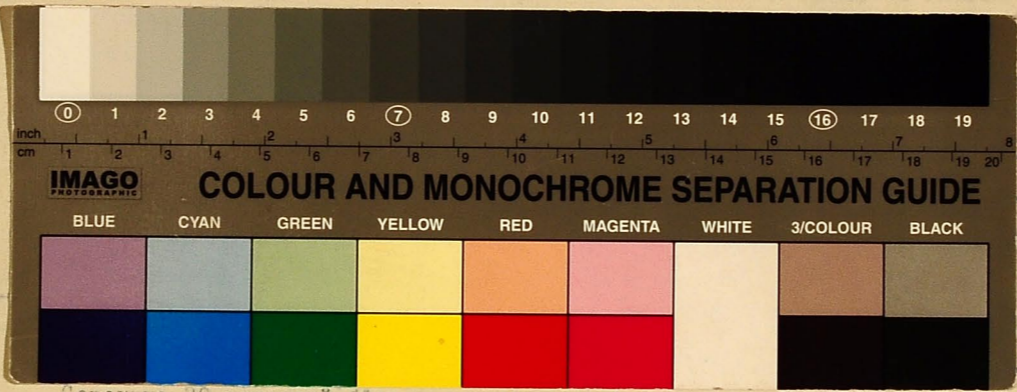 0 1 2 3 4 5 6 7 8 9 10 11 12 13 14 15 16 17 18 19
inch 1 2 3 4 5 6 7 8
cm 1 2 3 4 5 6 7 8 9 10 11 12 13 14 15 16 17 18 19 20
IMAGO
PHOTOGRAPHIC
COLOUR AND MONOCHROME SEPARATION GUIDE
BLUE CYAN GREEN YELLOW RED MAGENTA WHITE 3/COLOUR BLACK